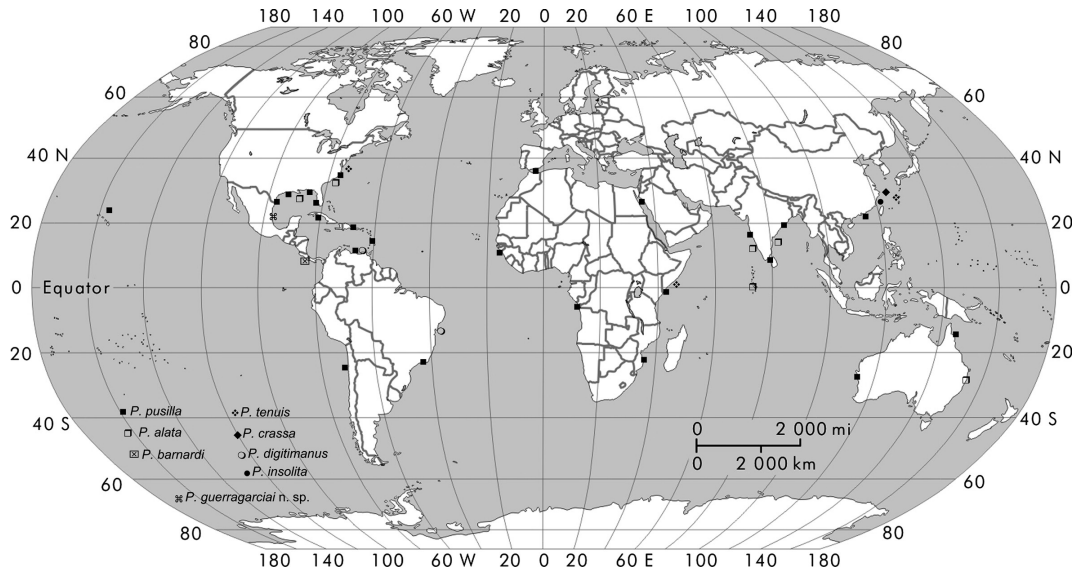 180 140 100 60 W 20 0 20 60 E 100 140 180
80 80
60 60
40 N 40 N
20 20
0 Equator 0
20 20
40 S 40 S
60 60
80 80
180 140 100 60 W 20 0 20 60 E 100 140 180
P. pusilla P. tenuis
P. alata P. crassa
P. barnardi P. digitimanus
P. insolita
P. guerragarciai n. sp.
0 2 000 mi
0 2 000 km